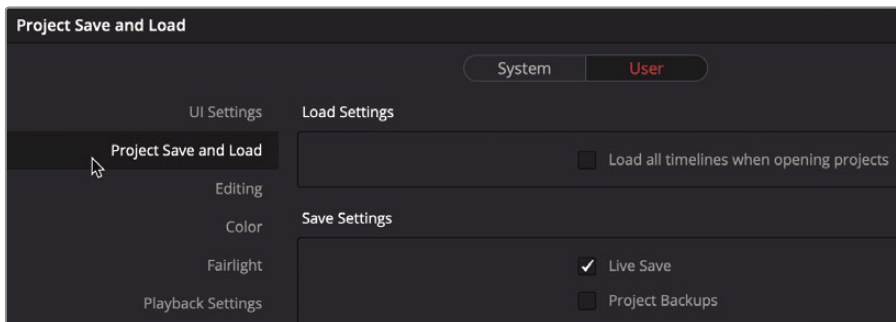 Project Save and Load
System User
UI Settings
Project Save and Load
Editing
Color
Fairlight
Playback Settings
Load Settings
Load all timelines when opening projects
Save Settings
Live Save
Project Backups